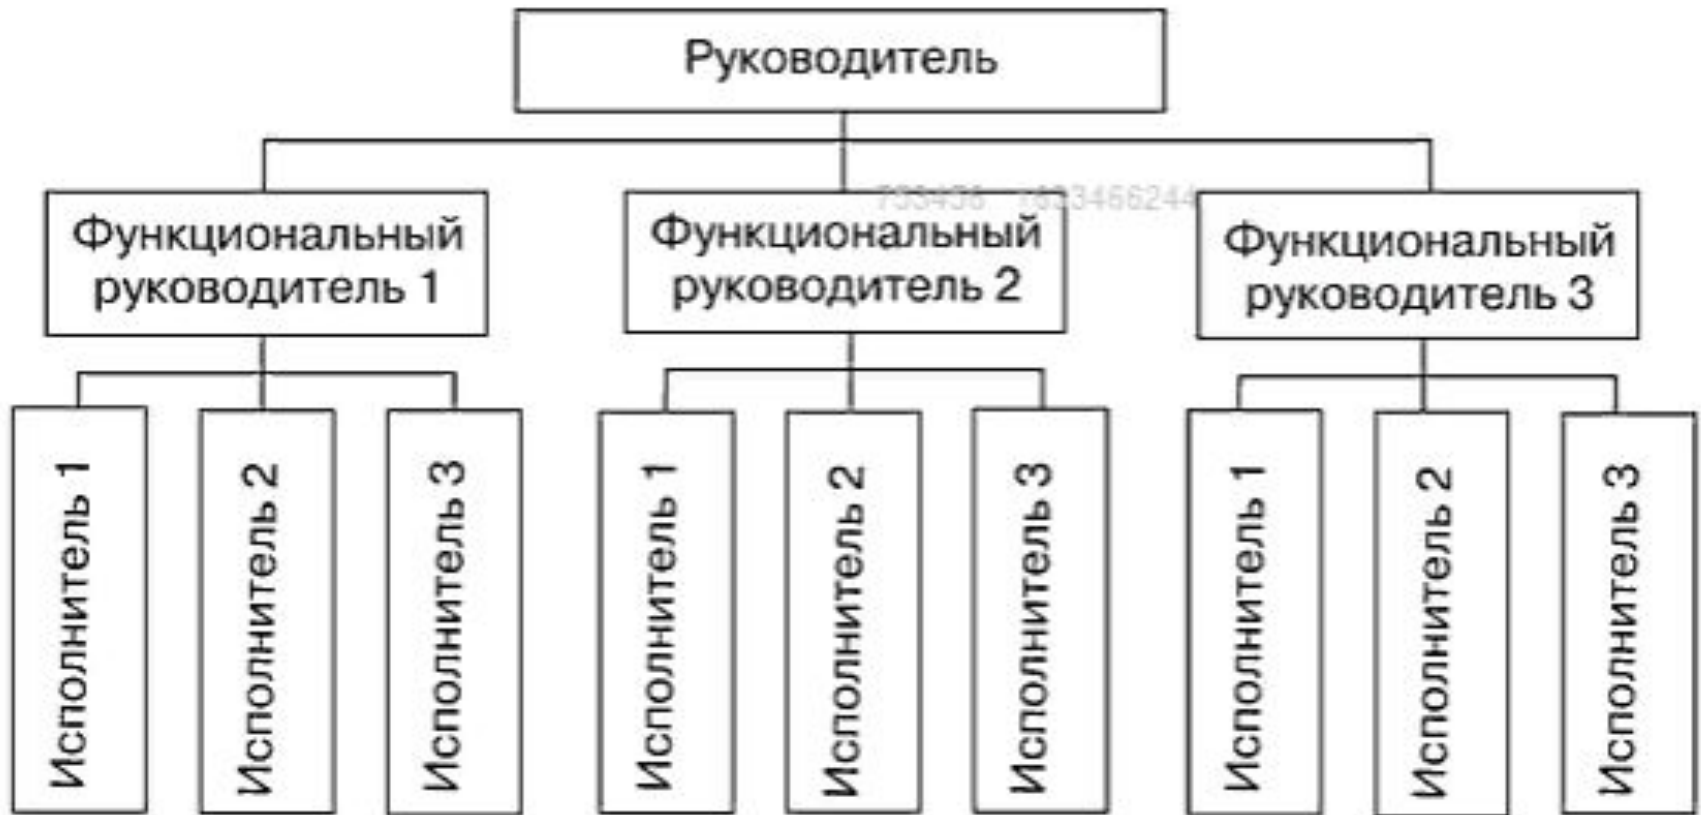 Руководитель
Функциональный
руководитель 1
Функциональный
руководитель 2
Функциональный
руководитель 3
Исполнитель 1
Исполнитель 2
Исполнитель 3
Исполнитель 1
Исполнитель 2
Исполнитель 3
Исполнитель 1
Исполнитель 2
Исполнитель 3